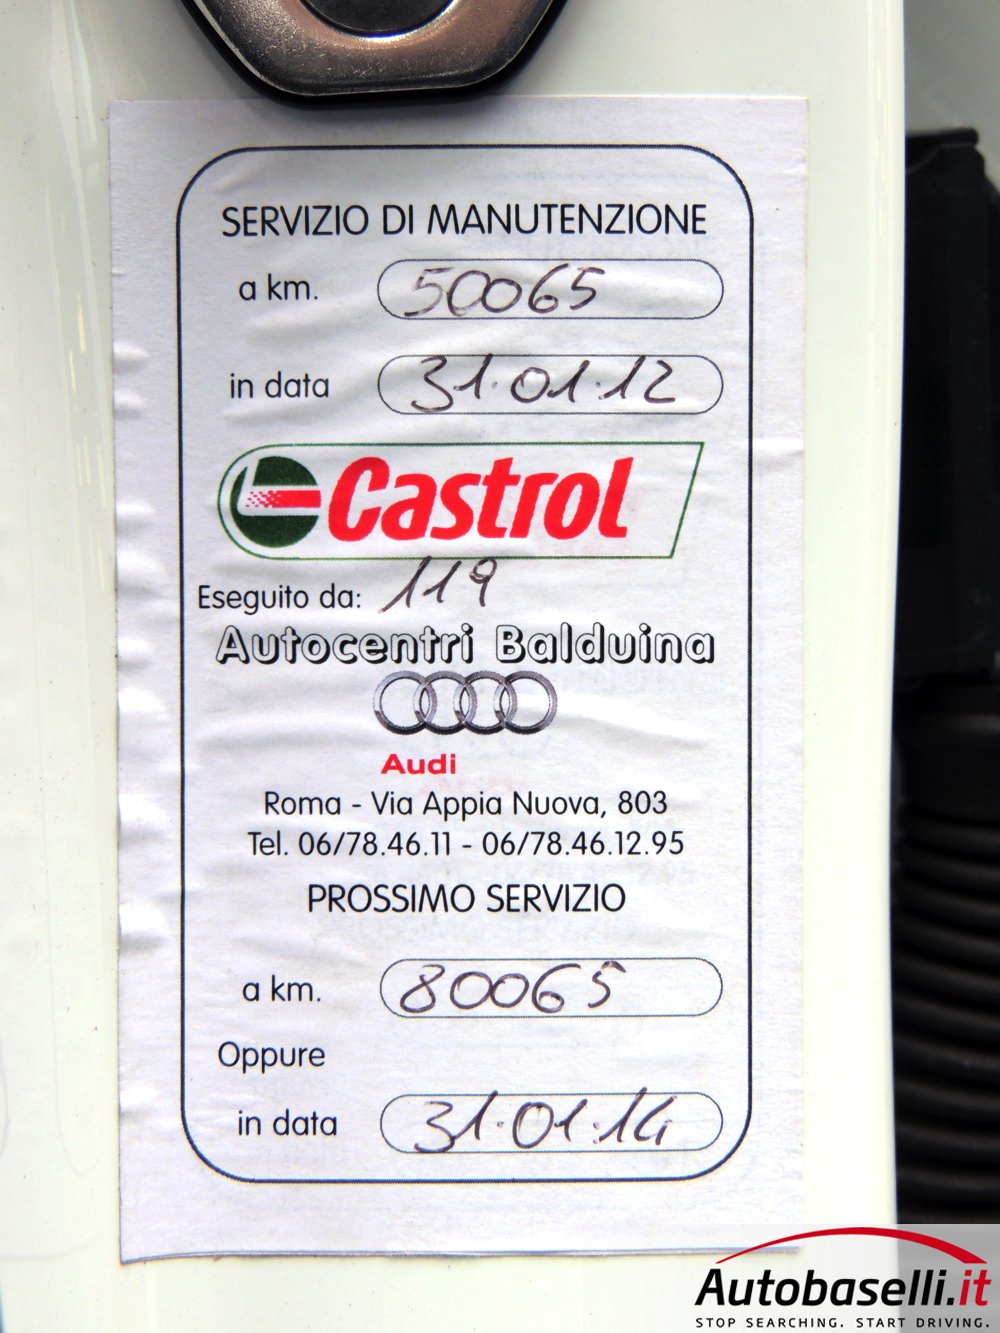 SERVIZIO DI MANUTENZIONE
a km. 50065
in data 31.01.12
Castrol
Eseguito da: 119
Autocentri Balduina
Audi
Roma - Via Appia Nuova, 803
Tel. 06/78.46.11 - 06/78.46.12.95
PROSSIMO SERVIZIO
a km. 80065
Oppure
in data 31.01.14
Autobaselli.it
STOP SEARCHING. START DRIVING.